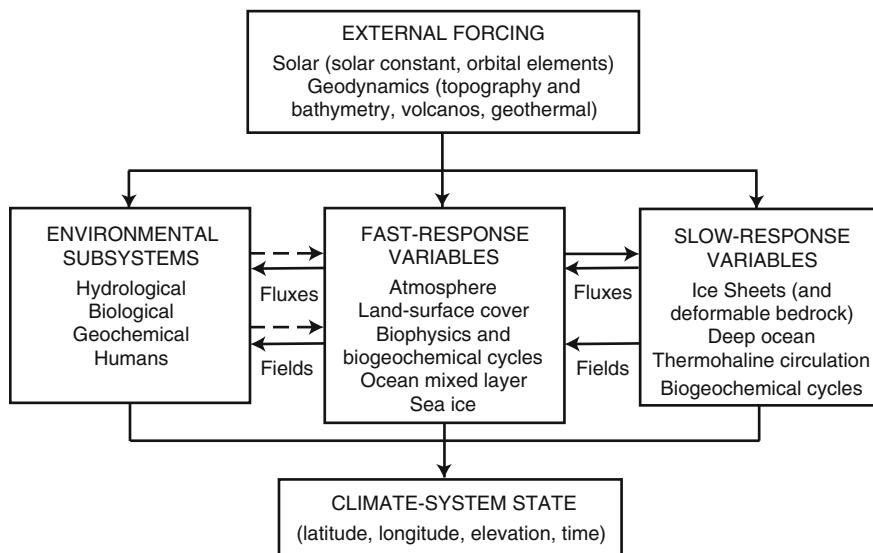 EXTERNAL FORCING
Solar (solar constant, orbital elements)
Geodynamics (topography and
bathymetry, volcanos, geothermal)
ENVIRONMENTAL
SUBSYSTEMS
Hydrological
Biological
Geochemical
Humans
Fluxes
Fields
FAST-RESPONSE
VARIABLES
Atmosphere
Land-surface cover
Biophysics and
biogeochemical cycles
Ocean mixed layer
Sea ice
Fluxes
Fields
SLOW-RESPONSE
VARIABLES
Ice Sheets (and
deformable bedrock)
Deep ocean
Thermohaline circulation
Biogeochemical cycles
CLIMATE-SYSTEM STATE
(latitude, longitude, elevation, time)